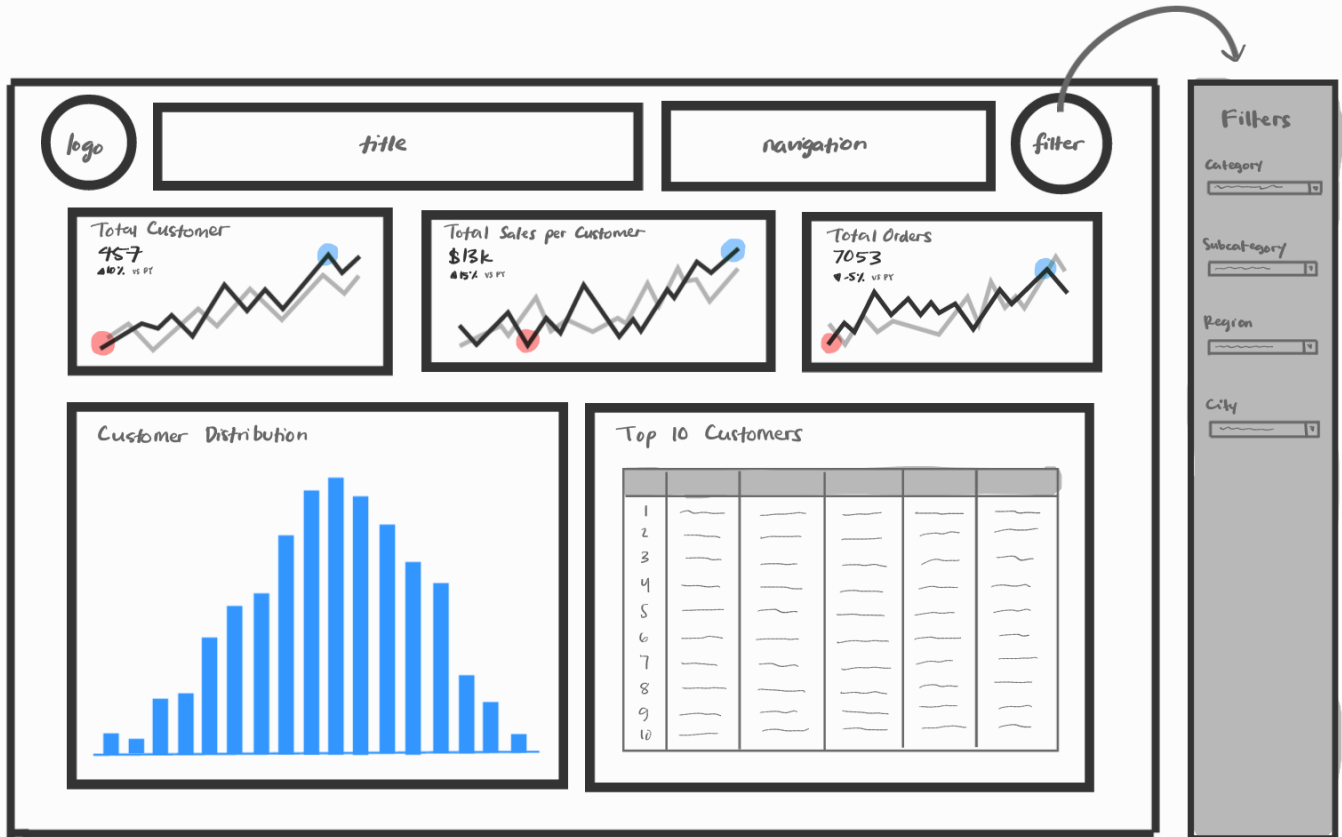 logo
title
navigation
filter
Total Customer
457
▲10% vs PY
Total Sales per Customer
$13k
▲15% vs PY
Total Orders
7053
▼-5% vs PY
Customer Distribution
Top 10 Customers
1
2
3
4
5
6
7
8
9
10
Filters
Category
Subcategory
Region
City